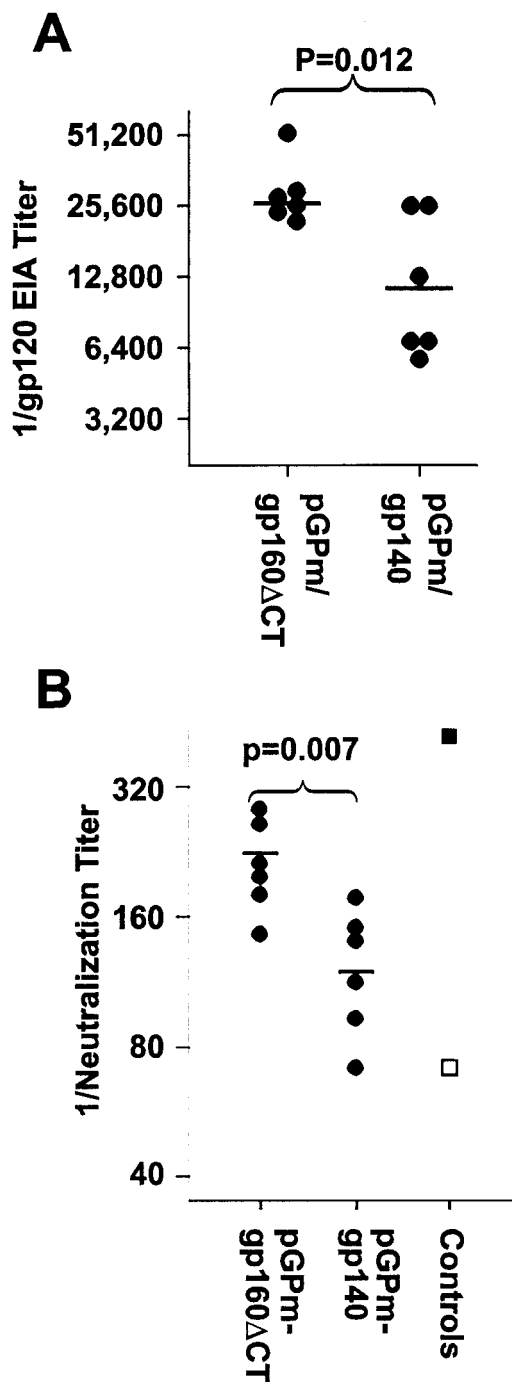 A
P=0.012
1/gp120 EIA Titer
51,200
25,600
12,800
6,400
3,200
pGPm/
gp160ΔCT
pGPm/
gp140
B
p=0.007
1/Neutralization Titer
320
160
80
40
pGPm-
gp160ΔCT
pGPm-
gp140
Controls